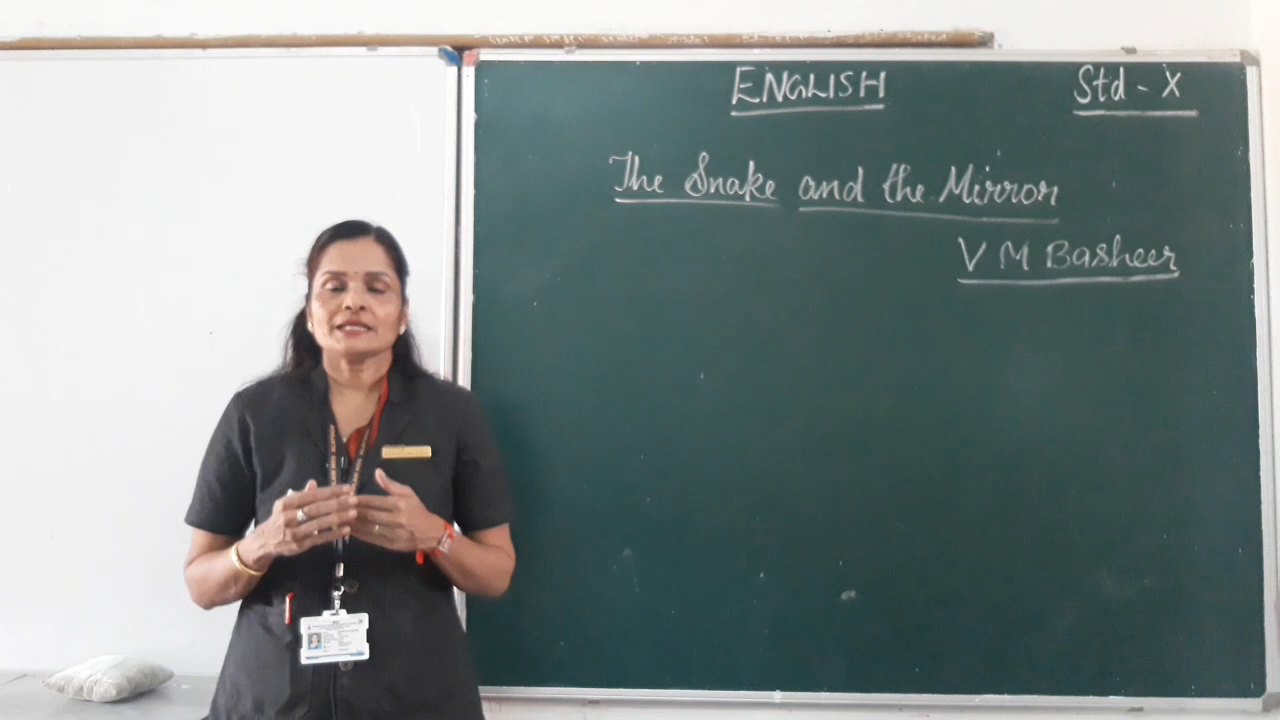 ENGLISH Std - X
The Snake and the Mirror
V M Basheer